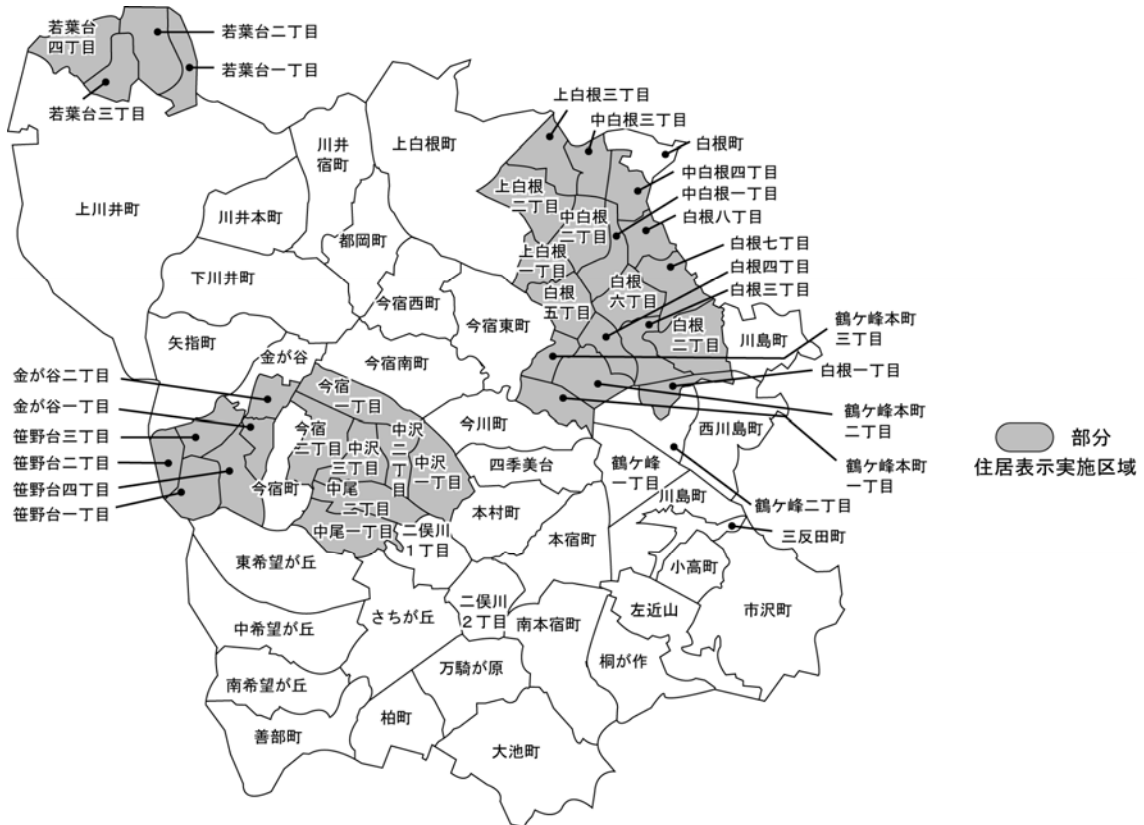 若葉台
四丁目
若葉台二丁目
若葉台一丁目
若葉台三丁目
上白根三丁目
中白根三丁目
川井
宿町
上白根町
白根町
中白根四丁目
上白根
二丁目
中白根一丁目
上川井町
川井本町
中白根
二丁目
白根八丁目
都岡町
白根七丁目
上白根
一丁目
下川井町
白根四丁目
白根
六丁目
白根三丁目
白根
五丁目
今宿西町
今宿東町
鶴ケ峰本町
三丁目
白根
二丁目
川島町
矢指町
金が谷
今宿南町
白根一丁目
金が谷二丁目
今宿
一丁目
金が谷一丁目
鶴ケ峰本町
二丁目
今宿
二丁目
中沢
二丁目
今川町
西川島町
笹野台三丁目
中沢
三丁目
中沢
一丁目
部分
住居表示実施区域
笹野台二丁目
四季美台
鶴ケ峰
一丁目
鶴ケ峰本町
一丁目
笹野台四丁目
今宿町
中尾
二丁目
川島町
鶴ケ峰二丁目
笹野台一丁目
本村町
中尾一丁目
二俣川
1丁目
本宿町
三反田町
東希望が丘
小高町
二俣川
2丁目
左近山
市沢町
さちが丘
南本宿町
中希望が丘
万騎が原
桐が作
南希望が丘
柏町
善部町
大池町